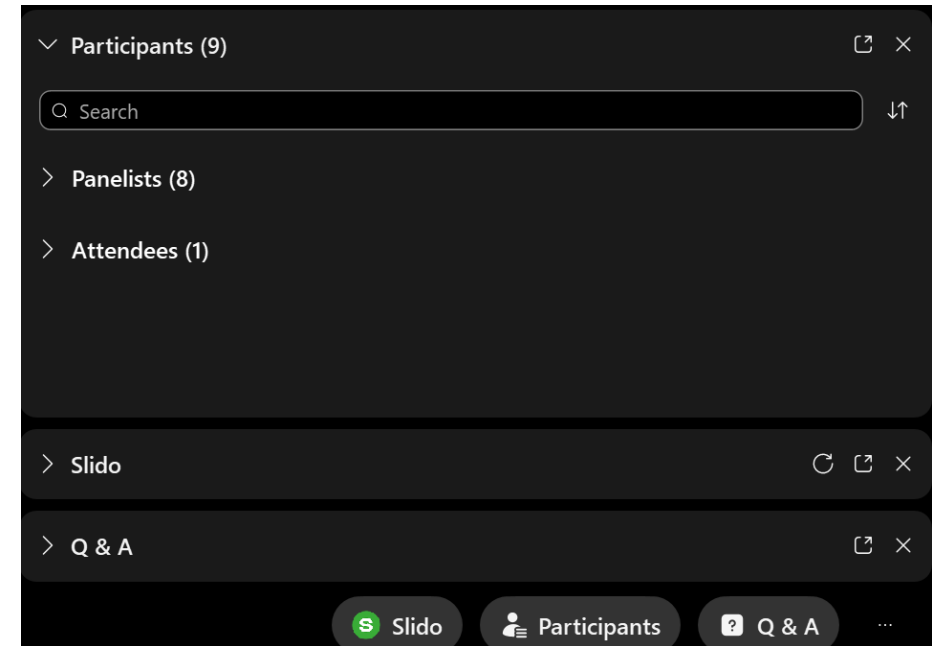 Participants (9)
Search
Panelists (8)
Attendees (1)
Slido
Q & A
S Slido Participants ? Q & A ...